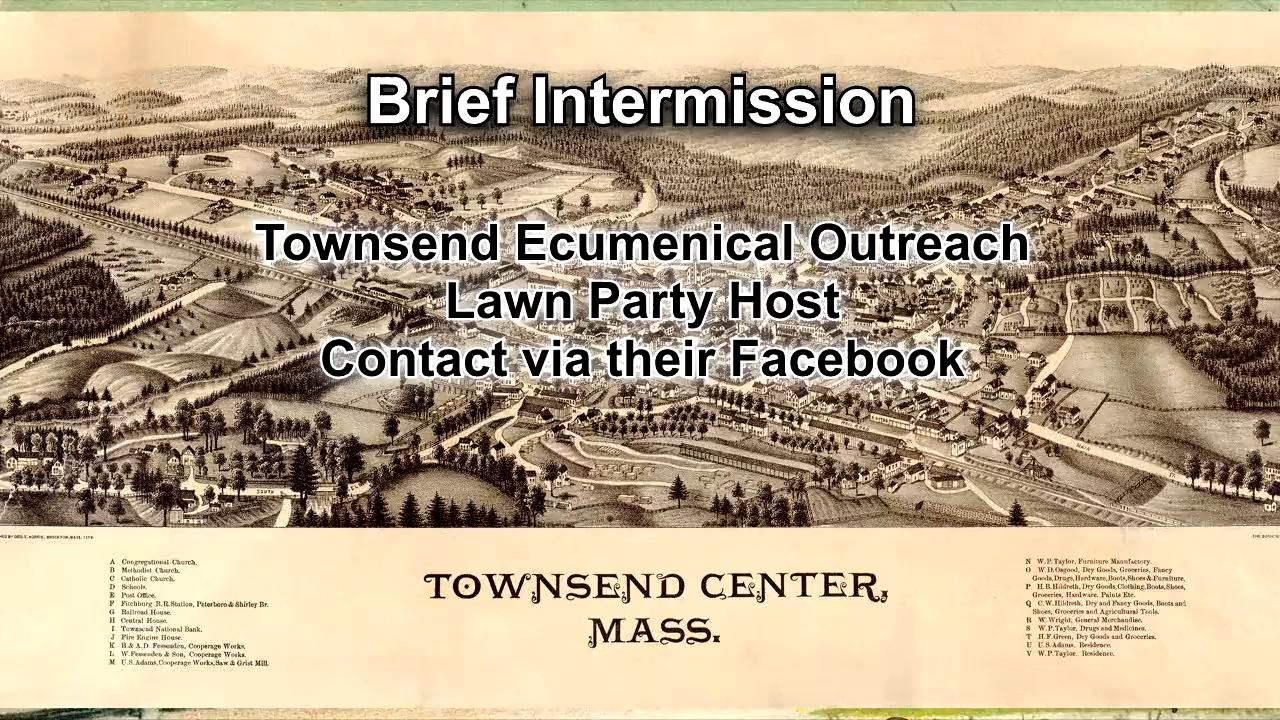 Brief Intermission
Townsend Ecumenical Outreach
Lawn Party Host
Contact via their Facebook
SOUTH
TOWNSEND CENTER,
MASS.
A Congregational Church.
B Methodist Church.
C Catholic Church.
D Schools.
E Post Office.
F Fitchburg R.R. Station, Peterboro & Shirley Br.
G Railroad House.
H Central House.
I Townsend National Bank.
J Fire Engine House.
K B. & A.D. Fessenden, Cooperage Works.
L W. Fessenden & Son, Cooperage Works.
M U.S. Adams, Cooperage Works, Saw & Grist Mill.
N W.P. Taylor, Furniture Manufactory.
O W.D. Osgood, Dry Goods, Groceries, Fancy
Goods, Drugs, Hardware, Boots, Shoes & Furniture.
P H.B. Hildreth, Dry Goods, Clothing, Boots, Shoes,
Groceries, Hardware, Paints Etc.
Q C.W. Hildreth, Dry and Fancy Goods, Boots and
Shoes, Groceries and Agricultural Tools.
R W. Wright, General Merchandise.
S W.P. Taylor, Drugs and Medicines.
T H.F. Green, Dry Goods and Groceries.
U U.S. Adams, Residence.
V W.P. Taylor, Residence.